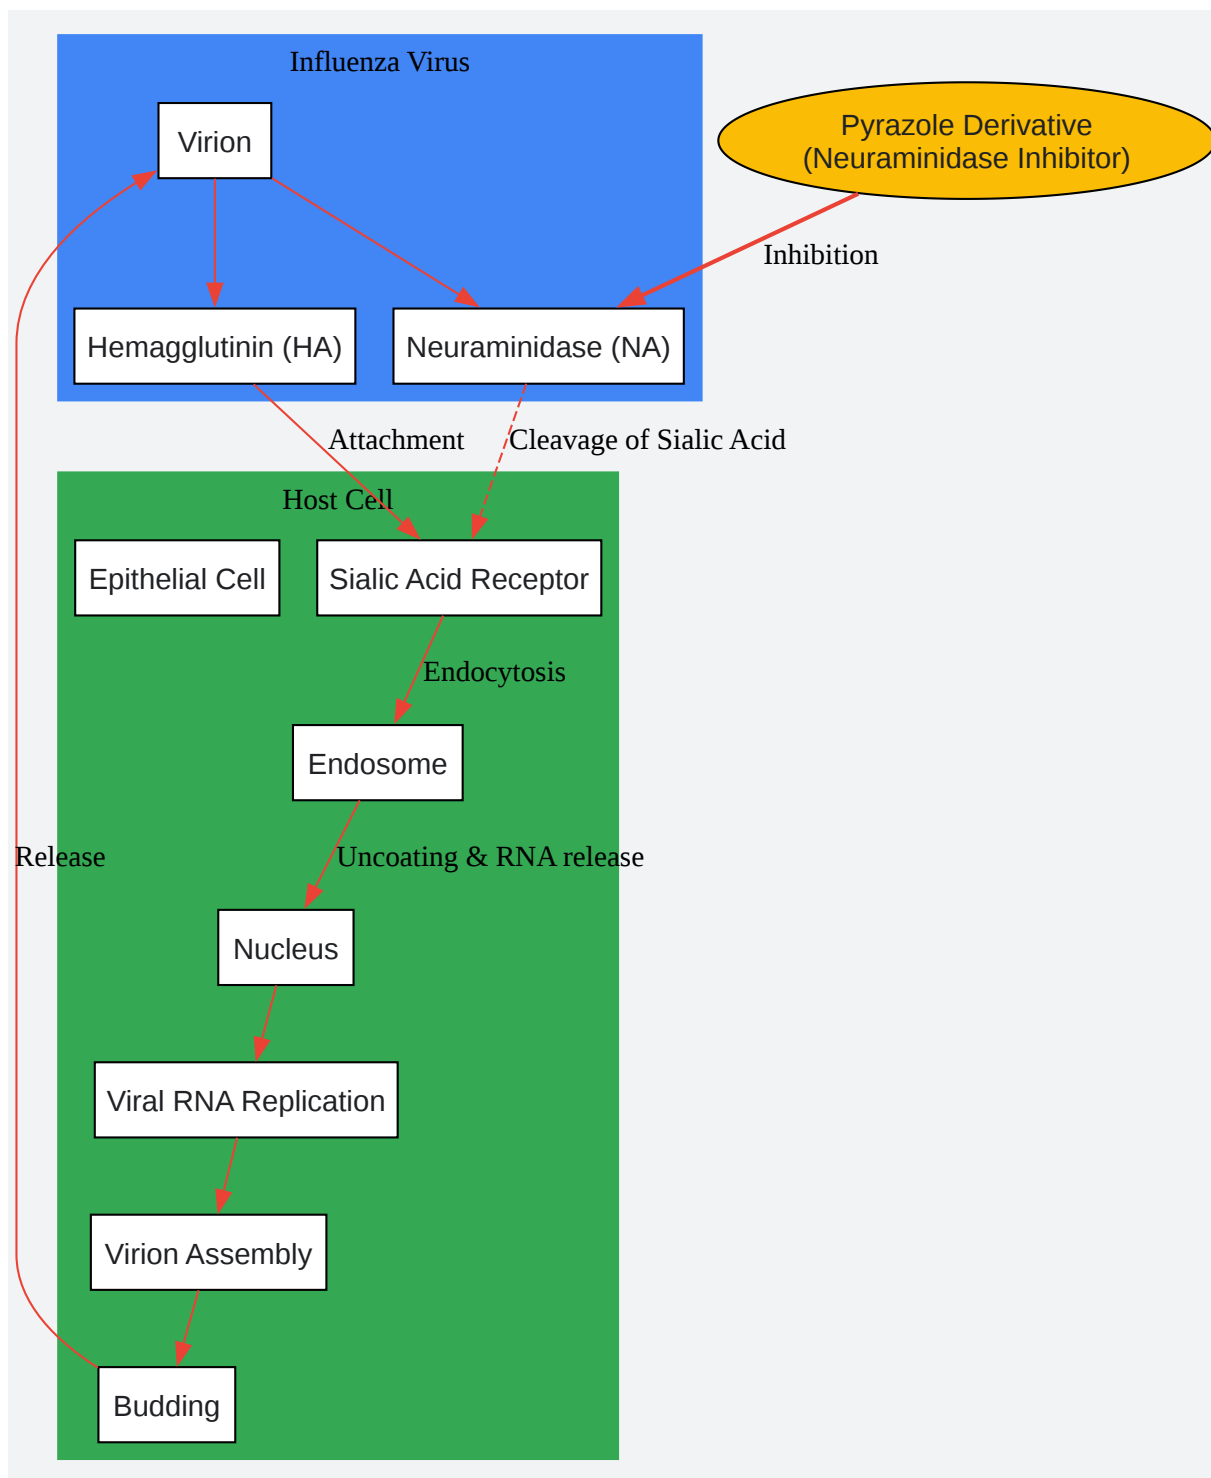 Influenza Virus
Virion
Pyrazole Derivative
(Neuraminidase Inhibitor)
Inhibition
Hemagglutinin (HA)
Neuraminidase (NA)
Attachment
Cleavage of Sialic Acid
Host Cell
Epithelial Cell
Sialic Acid Receptor
Endocytosis
Endosome
Release
Uncoating & RNA release
Nucleus
Viral RNA Replication
Virion Assembly
Budding